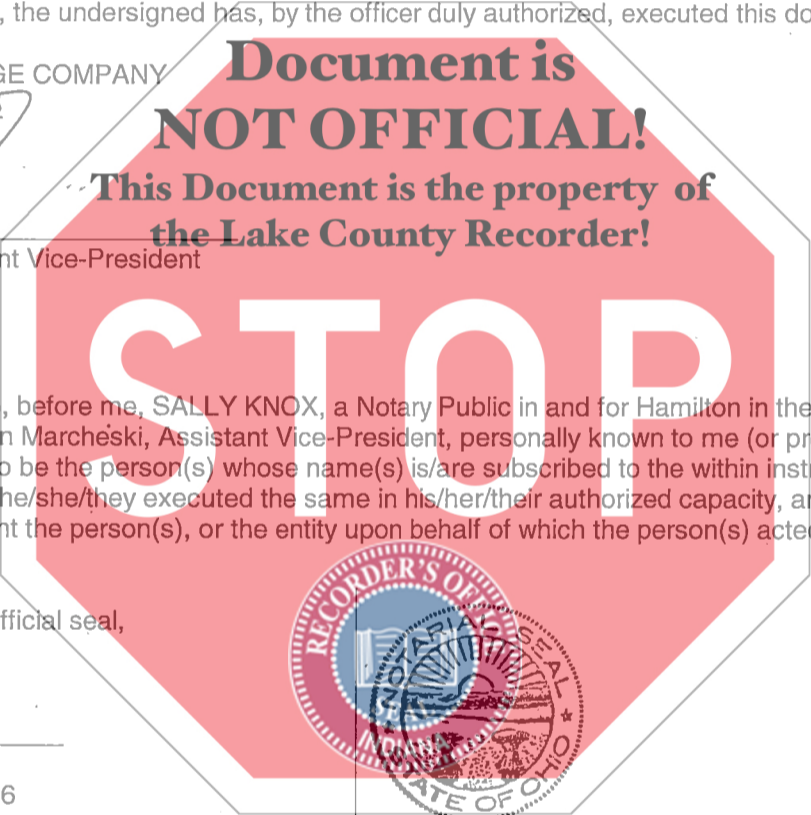 , the undersigned has, by the officer duly authorized, executed this do
GE COMPANY
Document is
NOT OFFICIAL!
This Document is the property of
the Lake County Recorder!
nt Vice-President
STOP
, before me, SALLY KNOX, a Notary Public in and for Hamilton in the
n Marcheski, Assistant Vice-President, personally known to me (or pr
o be the person(s) whose name(s) is/are subscribed to the within inst
he/she/they executed the same in his/her/their authorized capacity, a
nt the person(s), or the entity upon behalf of which the person(s) acte
fficial seal,
RECORDER'S OFFICE
SEAL
INDIANA
NOTARIAL SEAL
STATE OF OHIO
6